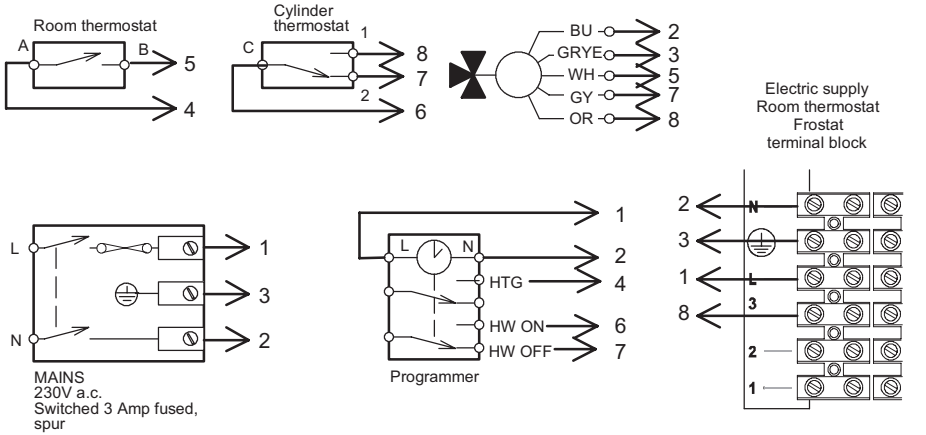 Room thermostat
A
B
5
4
Cylinder
thermostat
C
1
8
7
2
6
BU
2
GRYE
3
WH
5
GY
7
OR
8
Electric supply
Room thermostat
Frostat
terminal block
2
N
3
1
L
3
8
2
1
L
1
3
N
2
MAINS
230V a.c.
Switched 3 Amp fused,
spur
1
L
N
2
HTG
4
HW ON
6
HW OFF
7
Programmer